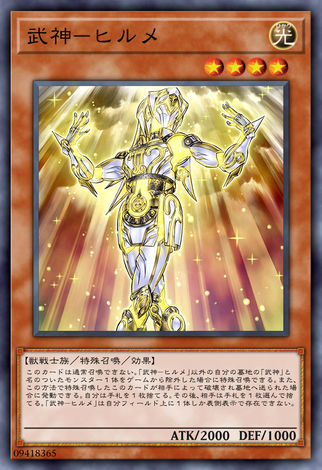 武神－ヒルメ
光
【獣戦士族／特殊召喚／効果】
このカードは通常召喚できない。「武神－ヒルメ」以外の自分の墓地の「武神」と
名のついたモンスター１体をゲームから除外した場合に特殊召喚できる。また、
この方法で特殊召喚したこのカードが相手によって破壊され墓地へ送られた場
合に発動できる。自分は手札を１枚捨てる。その後、相手は手札を１枚選んで捨
てる。「武神－ヒルメ」は自分フィールド上に１体しか表側表示で存在できない。
ATK/2000 DEF/1000
09418365